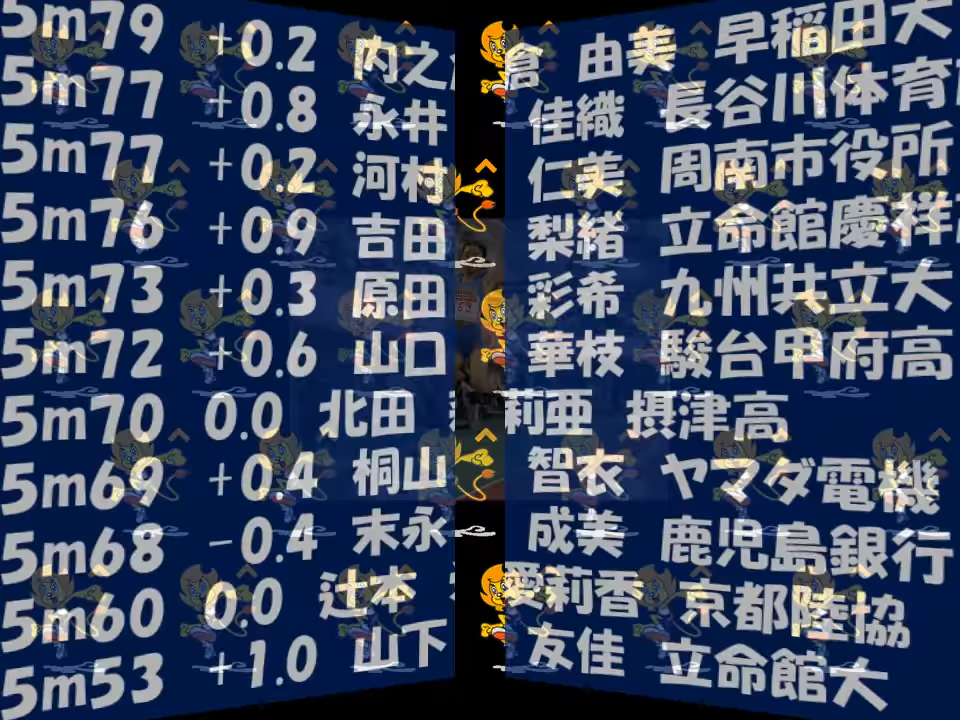 5m79 +0.2 内之倉 由美 早稲田大
5m77 +0.8 永井 佳織 長谷川体育
5m77 +0.2 河村 仁美 周南市役所
5m76 +0.9 吉田 梨緒 立命館慶祥
5m73 +0.3 原田 彩希 九州共立大
5m72 +0.6 山口 華枝 駿台甲府高
5m70 0.0 北田 莉亜 摂津高
5m69 +0.4 桐山 智衣 ヤマダ電機
5m68 -0.4 末永 成美 鹿児島銀行
5m60 0.0 辻本 愛莉香 京都陸協
5m53 +1.0 山下 友佳 立命館大